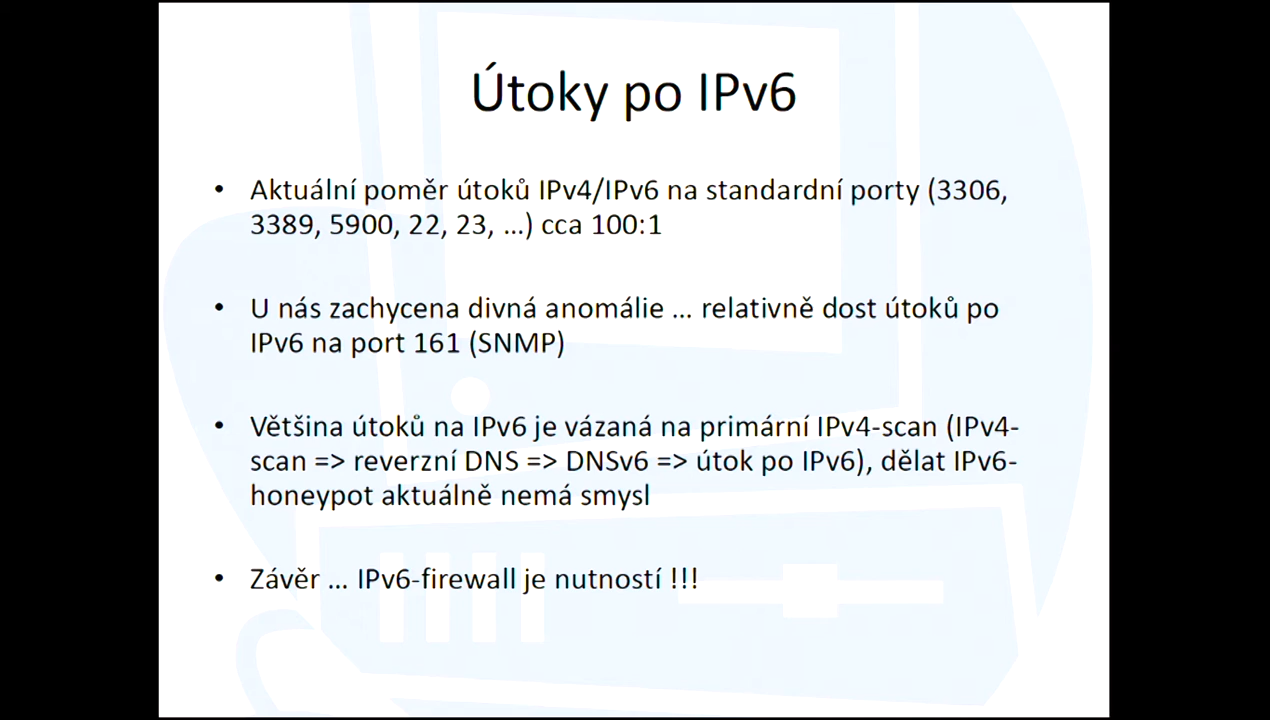 Útoky po IPv6
• Aktuální poměr útoků IPv4/IPv6 na standardní porty (3306,
3389, 5900, 22, 23, ...) cca 100:1
• U nás zachycena divná anomálie ... relativně dost útoků po
IPv6 na port 161 (SNMP)
• Většina útoků na IPv6 je vázaná na primární IPv4-scan (IPv4-
scan => reverzní DNS => DNSv6 => útok po IPv6), dělat IPv6-
honeypot aktuálně nemá smysl
• Závěr ... IPv6-firewall je nutností !!!